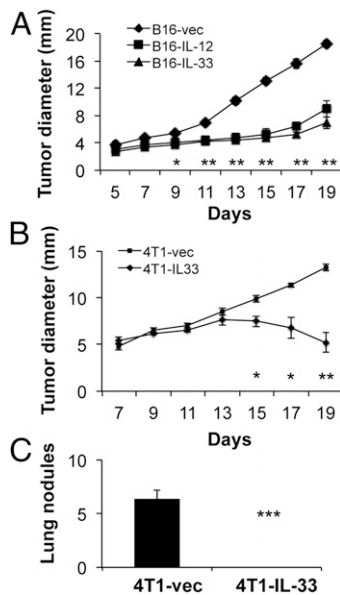 A
B16-vec
B16-IL-12
B16-IL-33
Tumor diameter (mm)
20
16
12
8
4
0
* ** ** ** ** **
5 7 9 11 13 15 17 19
Days
B
4T1-vec
4T1-IL33
Tumor diameter (mm)
15
10
5
0
* * **
7 9 11 13 15 17 19
Days
C
Lung nodules
10
5
0
***
4T1-vec 4T1-IL-33